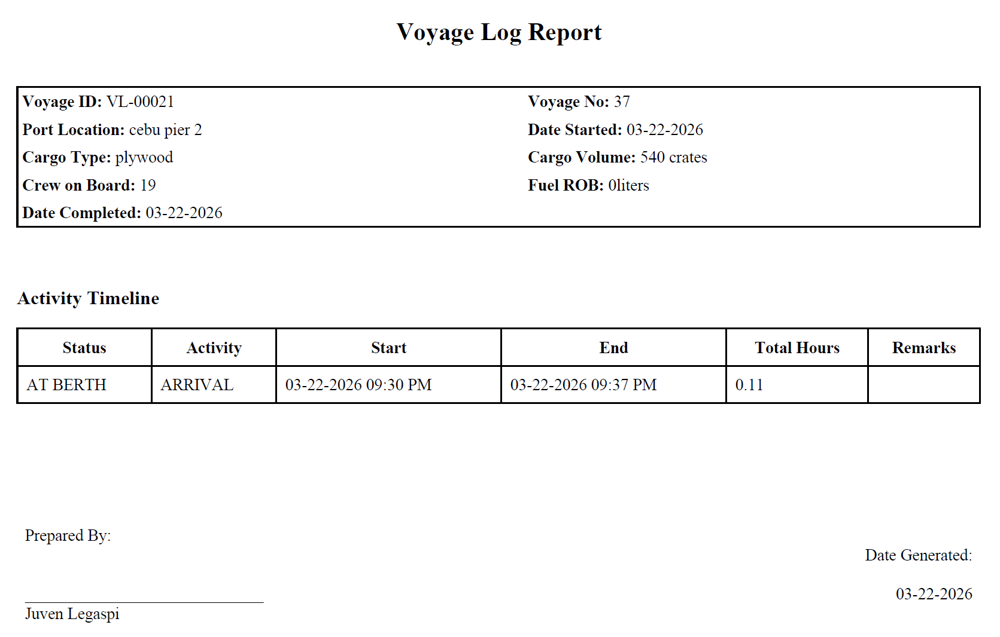 Voyage Log Report
Voyage ID: VL-00021 Voyage No: 37
Port Location: cebu pier 2 Date Started: 03-22-2026
Cargo Type: plywood Cargo Volume: 540 crates
Crew on Board: 19 Fuel ROB: 0liters
Date Completed: 03-22-2026
Activity Timeline
Status Activity Start End Total Hours Remarks
AT BERTH ARRIVAL 03-22-2026 09:30 PM 03-22-2026 09:37 PM 0.11
Prepared By:
Date Generated:
03-22-2026
Juven Legaspi